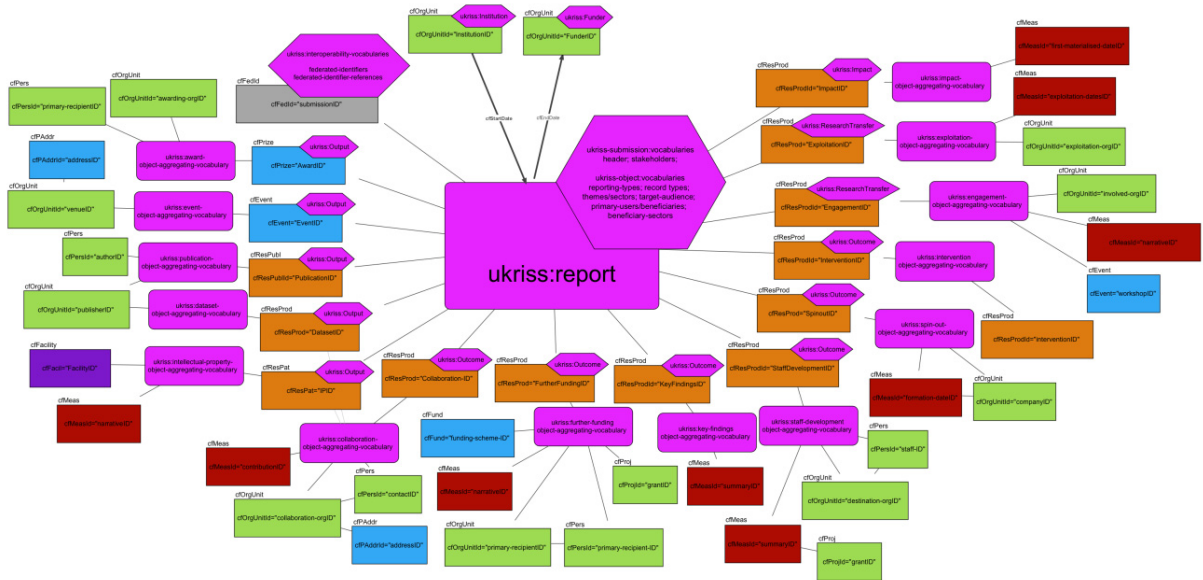 cfOrgUnit
ukriss:Institution
cfOrgUnitId="InstitutionID"
cfOrgUnit
ukriss:Funder
cfOrgUnitId="FunderID"
ukriss:interoperability-vocabularies
federated-identifiers
federated-identifier-references
cfFedId
cfFedId="submissionID"
cfStartDate
cfEndDate
cfPers
cfPersId="primary-recipientID"
cfOrgUnit
cfOrgUnitId="awarding-orgID"
ukriss:award-
object-aggregating-vocabulary
cfPrize
ukriss:Output
cfPrize="AwardID"
cfPAddr
cfPAddrId="addressID"
cfOrgUnit
cfOrgUnitId="venueID"
ukriss:event-
object-aggregating-vocabulary
cfEvent
ukriss:Output
cfEvent="EventID"
cfPers
cfPersId="authorID"
ukriss:publication-
object-aggregating-vocabulary
cfResPubl
ukriss:Output
cfResPublId="PublicationID"
cfOrgUnit
cfOrgUnitId="publisherID"
ukriss:dataset-
object-aggregating-vocabulary
cfResProd
ukriss:Output
cfResProd="DatasetID"
cfFacility
cfFacil="FacilityID"
ukriss:intellectual-property-
object-aggregating-vocabulary
cfResPat
ukriss:Output
cfResPat="IPID"
cfMeas
cfMeasId="narrativeID"
ukriss-submission:vocabularies
header; stakeholders;
ukriss-object:vocabularies
reporting-types; record types;
themes/sectors; target-audience;
primary-users/beneficiaries;
beneficiary-sectors
ukriss:report
cfResProd
ukriss:Impact
cfResProdId="ImpactID"
ukriss:impact-
object-aggregating-vocabulary
cfMeas
cfMeasId="first-materialised-dateID"
cfResProd
ukriss:ResearchTransfer
cfResProd="ExploitationID"
ukriss:exploitation-
object-aggregating-vocabulary
cfMeas
cfMeasId="exploitation-datesID"
cfOrgUnit
cfOrgUnitId="exploitation-orgID"
cfResProd
ukriss:ResearchTransfer
cfResProdId="EngagementID"
ukriss:engagement-
object-aggregating-vocabulary
cfOrgUnit
cfOrgUnitId="involved-orgID"
cfMeas
cfMeasId="narrativeID"
cfEvent
cfEvent="workshopID"
cfResProd
ukriss:Outcome
cfResProdId="InterventionID"
ukriss:intervention
object-aggregating-vocabulary
cfResProd
cfResProdId="interventionID"
cfResProd
ukriss:Outcome
cfResProd="SpinoutID"
ukriss:spin-out-
object-aggregating-vocabulary
cfMeas
cfMeasId="formation-dateID"
cfOrgUnit
cfOrgUnitId="companyID"
cfResProd
ukriss:Outcome
cfResProd="Collaboration-ID"
ukriss:collaboration-
object-aggregating-vocabulary
cfMeas
cfMeasId="contributionID"
cfPers
cfPersId="contactID"
cfOrgUnit
cfOrgUnitId="collaboration-orgID"
cfPAddr
cfPAddrId="addressID"
cfResProd
ukriss:Outcome
cfResProd="FurtherFundingID"
cfFund
cfFund="funding-scheme-ID"
ukriss:further-funding
object-aggregating-vocabulary
cfMeas
cfMeasId="narrativeID"
cfProj
cfProjId="grantID"
cfOrgUnit
cfOrgUnitId="primary-recipientID"
cfPers
cfPersId="primary-recipient-ID"
cfResProd
ukriss:Outcome
cfResProdId="KeyFindingsID"
ukriss:key-findings
object-aggregating-vocabulary
cfMeas
cfMeasId="summaryID"
cfResProd
ukriss:Outcome
cfResProdId="StaffDevelopmentID"
ukriss:staff-development
object-aggregating-vocabulary
cfPers
cfPersId="staff-ID"
cfOrgUnit
cfOrgUnitId="destination-orgID"
cfMeas
cfMeasId="summaryID"
cfProj
cfProjId="grantID"